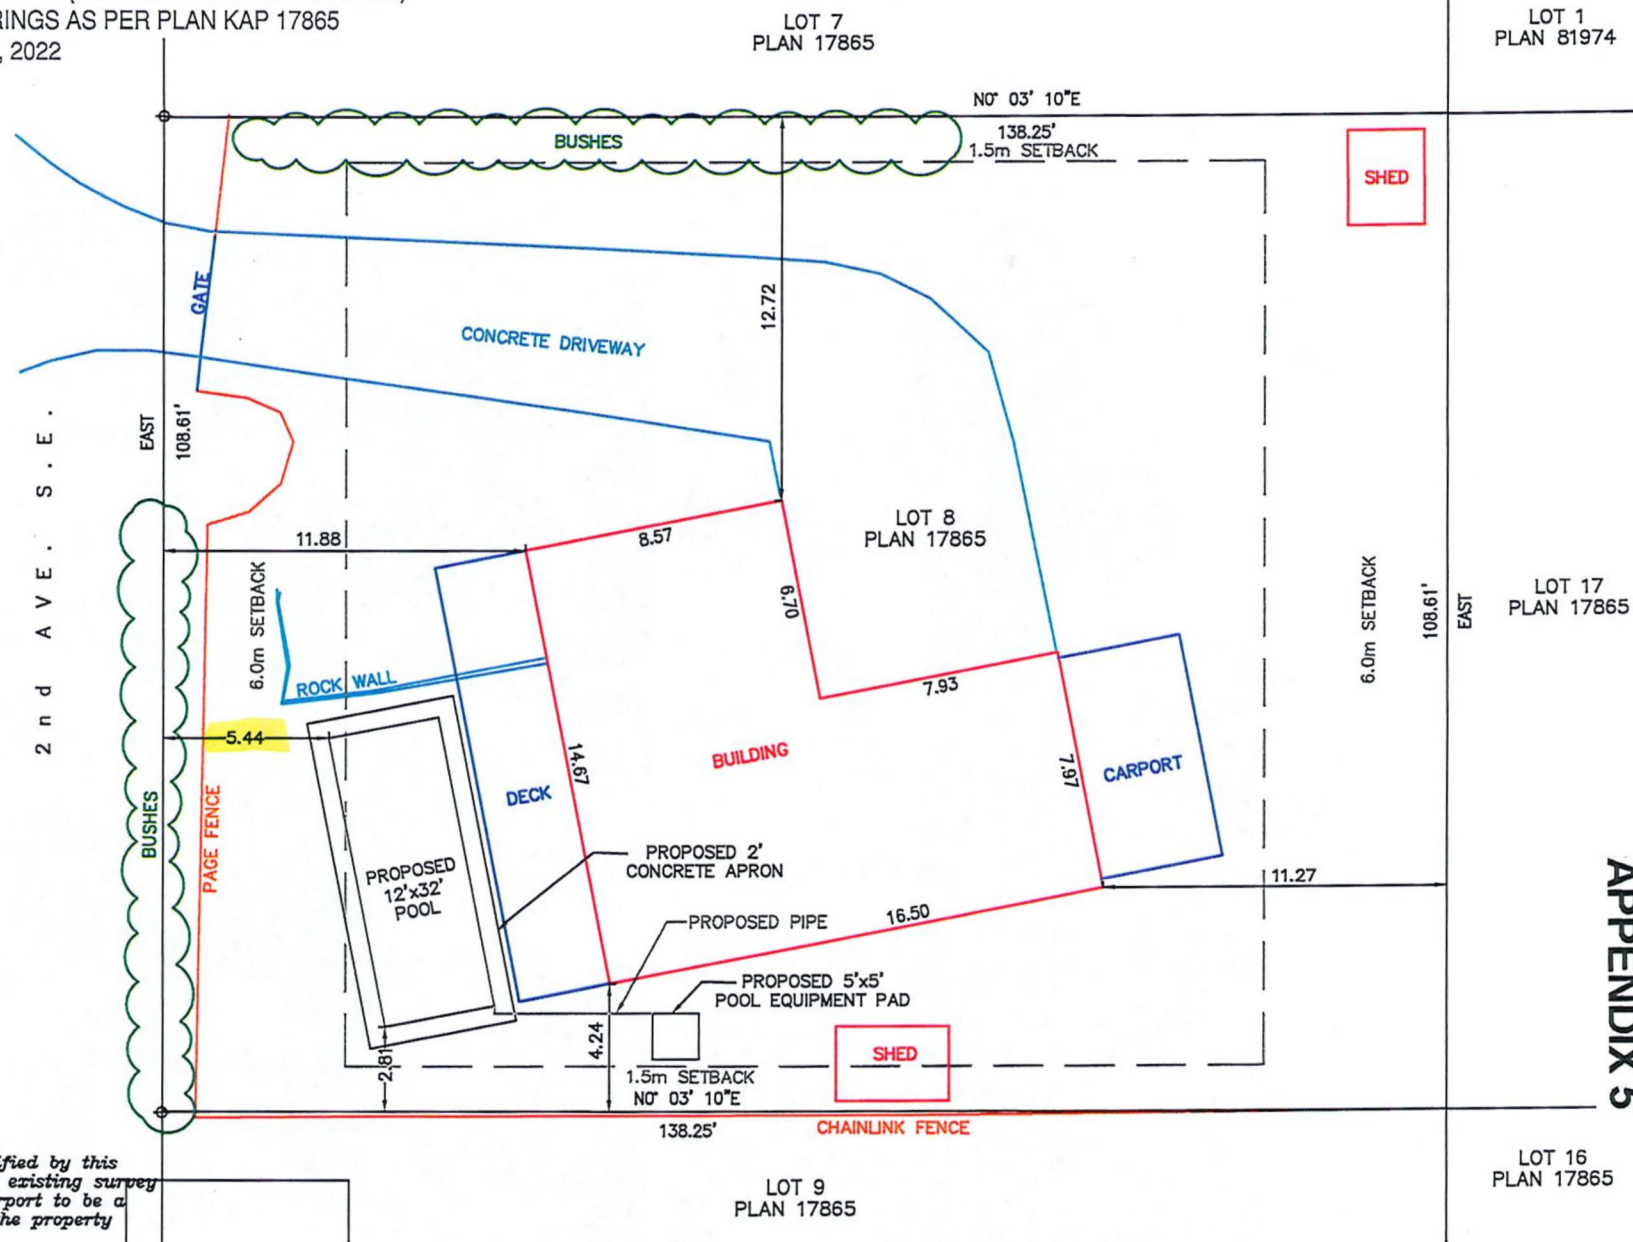 RINGS AS PER PLAN KAP 17865
, 2022
LOT 7
PLAN 17865
LOT 1
PLAN 81974
N0° 03' 10"E
138.25'
1.5m SETBACK
BUSHES
SHED
GATE
CONCRETE DRIVEWAY
12.72
EAST
108.61'
2nd AVE. S.E.
11.88
8.57
6.70
LOT 8
PLAN 17865
6.0m SETBACK
ROCK WALL
7.93
6.0m SETBACK
108.61'
EAST
LOT 17
PLAN 17865
5.44
14.67
BUILDING
7.97
CARPORT
DECK
BUSHES
PAGE FENCE
PROPOSED
12'x32'
POOL
PROPOSED 2'
CONCRETE APRON
11.27
16.50
PROPOSED PIPE
PROPOSED 5'x5'
POOL EQUIPMENT PAD
APPENDIX 5
2.81
4.24
SHED
1.5m SETBACK
N0° 03' 10"E
138.25'
CHAINLINK FENCE
ified by this
existing survey
rport to be a
he property
LOT 9
PLAN 17865
LOT 16
PLAN 17865